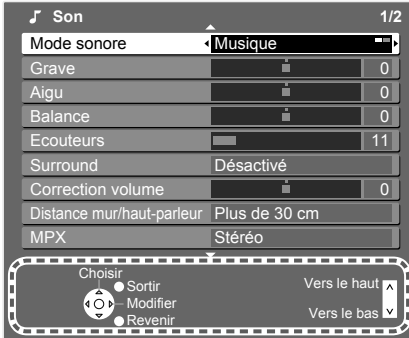 Son 1/2
Mode sonore Musique
Grave 0
Aigu 0
Balance 0
Ecouteurs 11
Surround Désactivé
Correction volume 0
Distance mur/haut-parleur Plus de 30 cm
MPX Stéréo
Choisir
Sortir
Modifier
Revenir
Vers le haut
Vers le bas